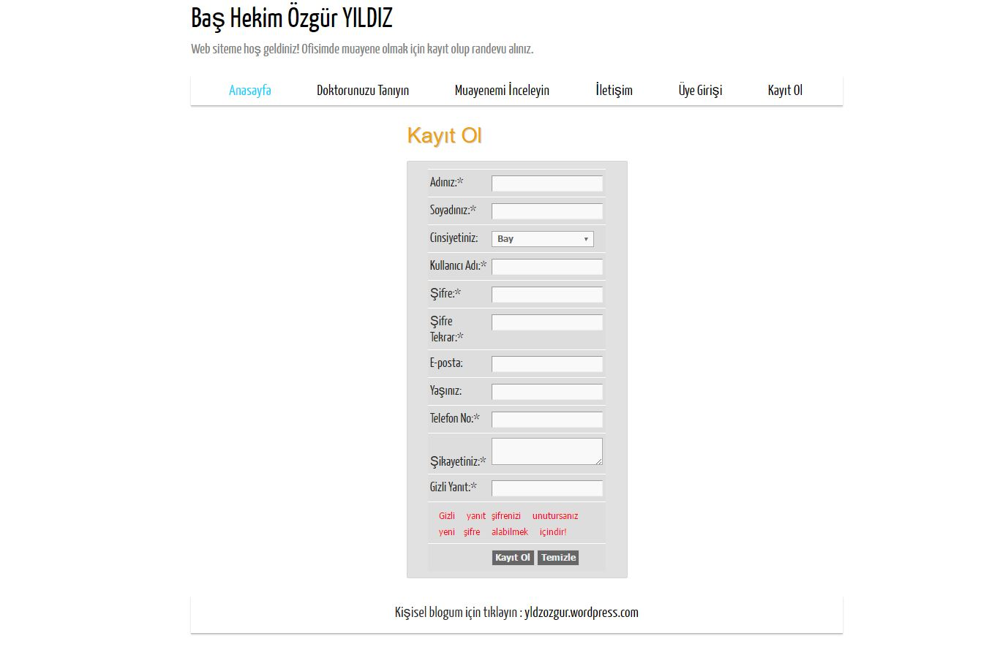 Baş Hekim Özgür YILDIZ
Web siteme hoş geldiniz! Ofisimde muayene olmak için kayıt olup randevu alınız.
Anasayfa Doktorunuzu Tanıyın Muayenemi İnceleyin İletişim Üye Girişi Kayıt Ol
Kayıt Ol
Adınız:*
Soyadınız:*
Cinsiyetiniz: Bay
Kullanıcı Adı:*
Şifre:*
Şifre
Tekrar:*
E-posta:
Yaşınız:
Telefon No:*
Şikayetiniz:*
Gizli Yanıt:*
Gizli yanıt şifrenizi unutursanız
yeni şifre alabilmek içindir!
Kayıt Ol Temizle
Kişisel blogum için tıklayın : yldzozgur.wordpress.com